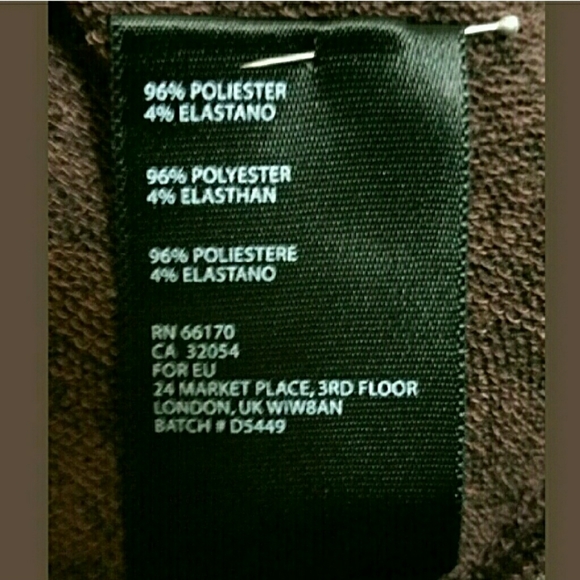 96% POLIESTER
4% ELASTANO
96% POLYESTER
4% ELASTHAN
96% POLIESTERE
4% ELASTANO
RN 66170
CA 32054
FOR EU
24 MARKET PLACE, 3RD FLOOR
LONDON, UK WIW8AN
BATCH # D5449